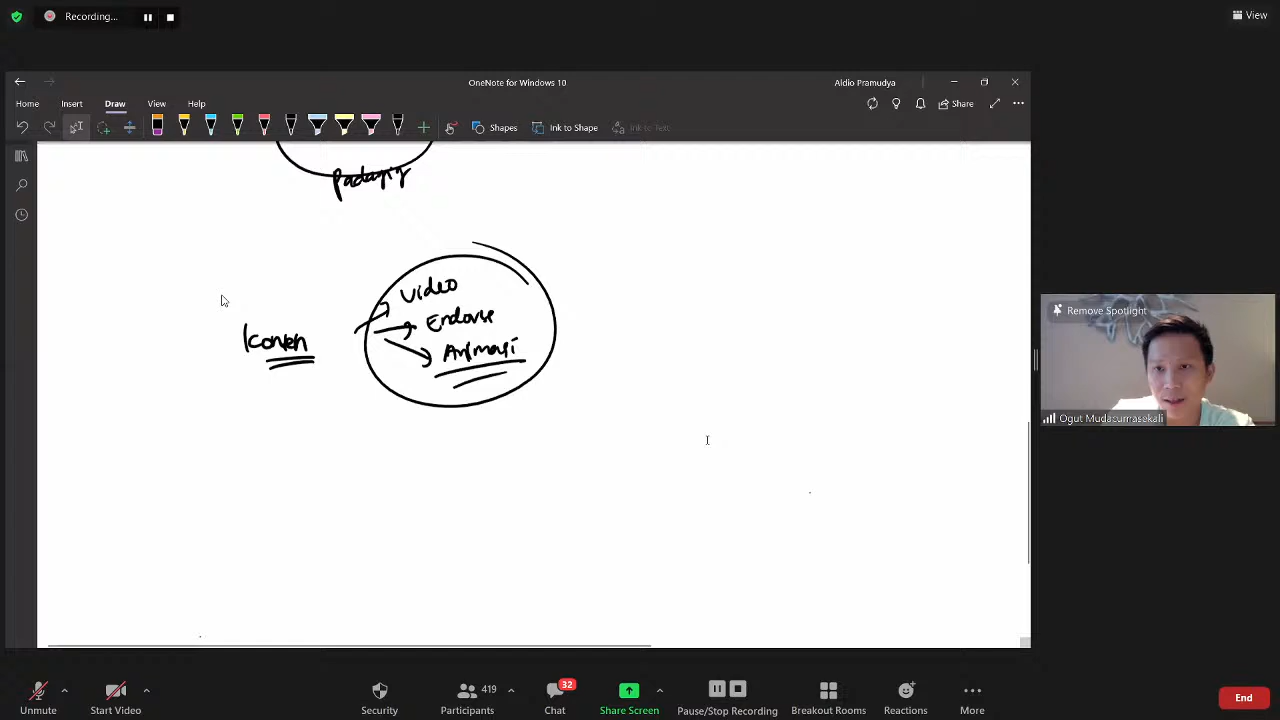 Recording...
View
OneNote for Windows 10
Aldio Pramudya
Home Insert Draw View Help
Share
Shapes
Ink to Shape
Ink to Text
Video
Endorse
Konten
Animasi
Remove Spotlight
Ogut Mudacumasekali
Unmute
Start Video
Security
419
Participants
32
Chat
Share Screen
Pause/Stop Recording
Breakout Rooms
Reactions
More
End